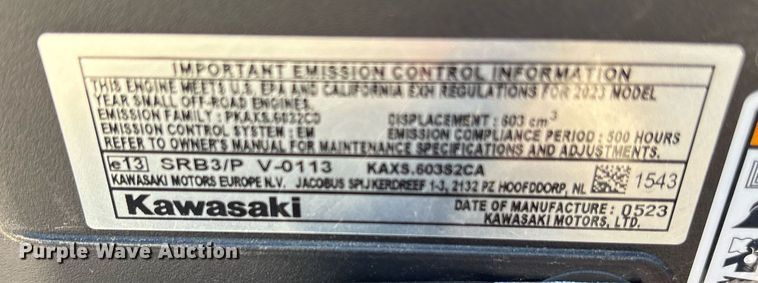 IMPORTANT EMISSION CONTROL INFORMATION
THIS ENGINE MEETS U.S. EPA AND CALIFORNIA EXH REGULATIONS FOR 2023 MODEL
YEAR SMALL OFF-ROAD ENGINES.
EMISSION FAMILY : PKAXS.6032CD DISPLACEMENT : 603 cm³
EMISSION CONTROL SYSTEM : EM EMISSION COMPLIANCE PERIOD : 500 HOURS
REFER TO OWNER'S MANUAL FOR MAINTENANCE SPECIFICATIONS AND ADJUSTMENTS.
e13 SRB3/P V-0113 KAXS.603S2CA
KAWASAKI MOTORS EUROPE N.V. JACOBUS SPIJKERDREEF 1-3, 2132 PZ HOOFDDORP, NL 1543
Kawasaki DATE OF MANUFACTURE : 0523
KAWASAKI MOTORS, LTD.
Purple Wave Auction